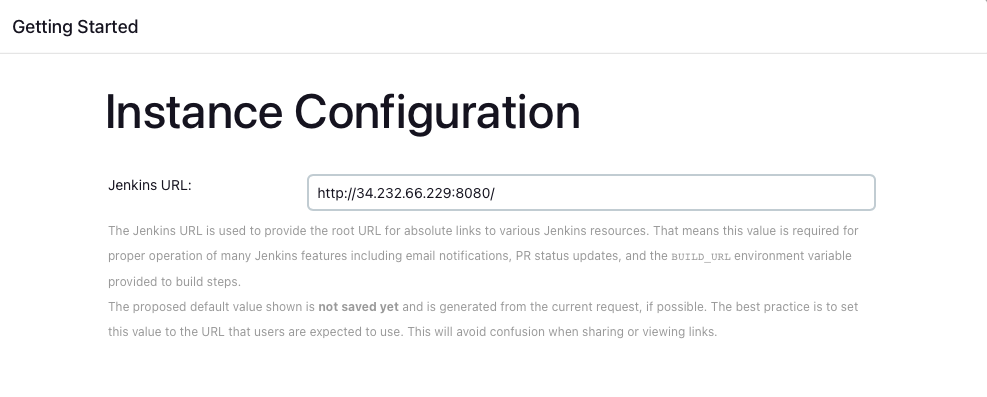 Getting Started
Instance Configuration
Jenkins URL:
http://34.232.66.229:8080/
The Jenkins URL is used to provide the root URL for absolute links to various Jenkins resources. That means this value is required for
proper operation of many Jenkins features including email notifications, PR status updates, and the BUILD_URL environment variable
provided to build steps.
The proposed default value shown is not saved yet and is generated from the current request, if possible. The best practice is to set
this value to the URL that users are expected to use. This will avoid confusion when sharing or viewing links.